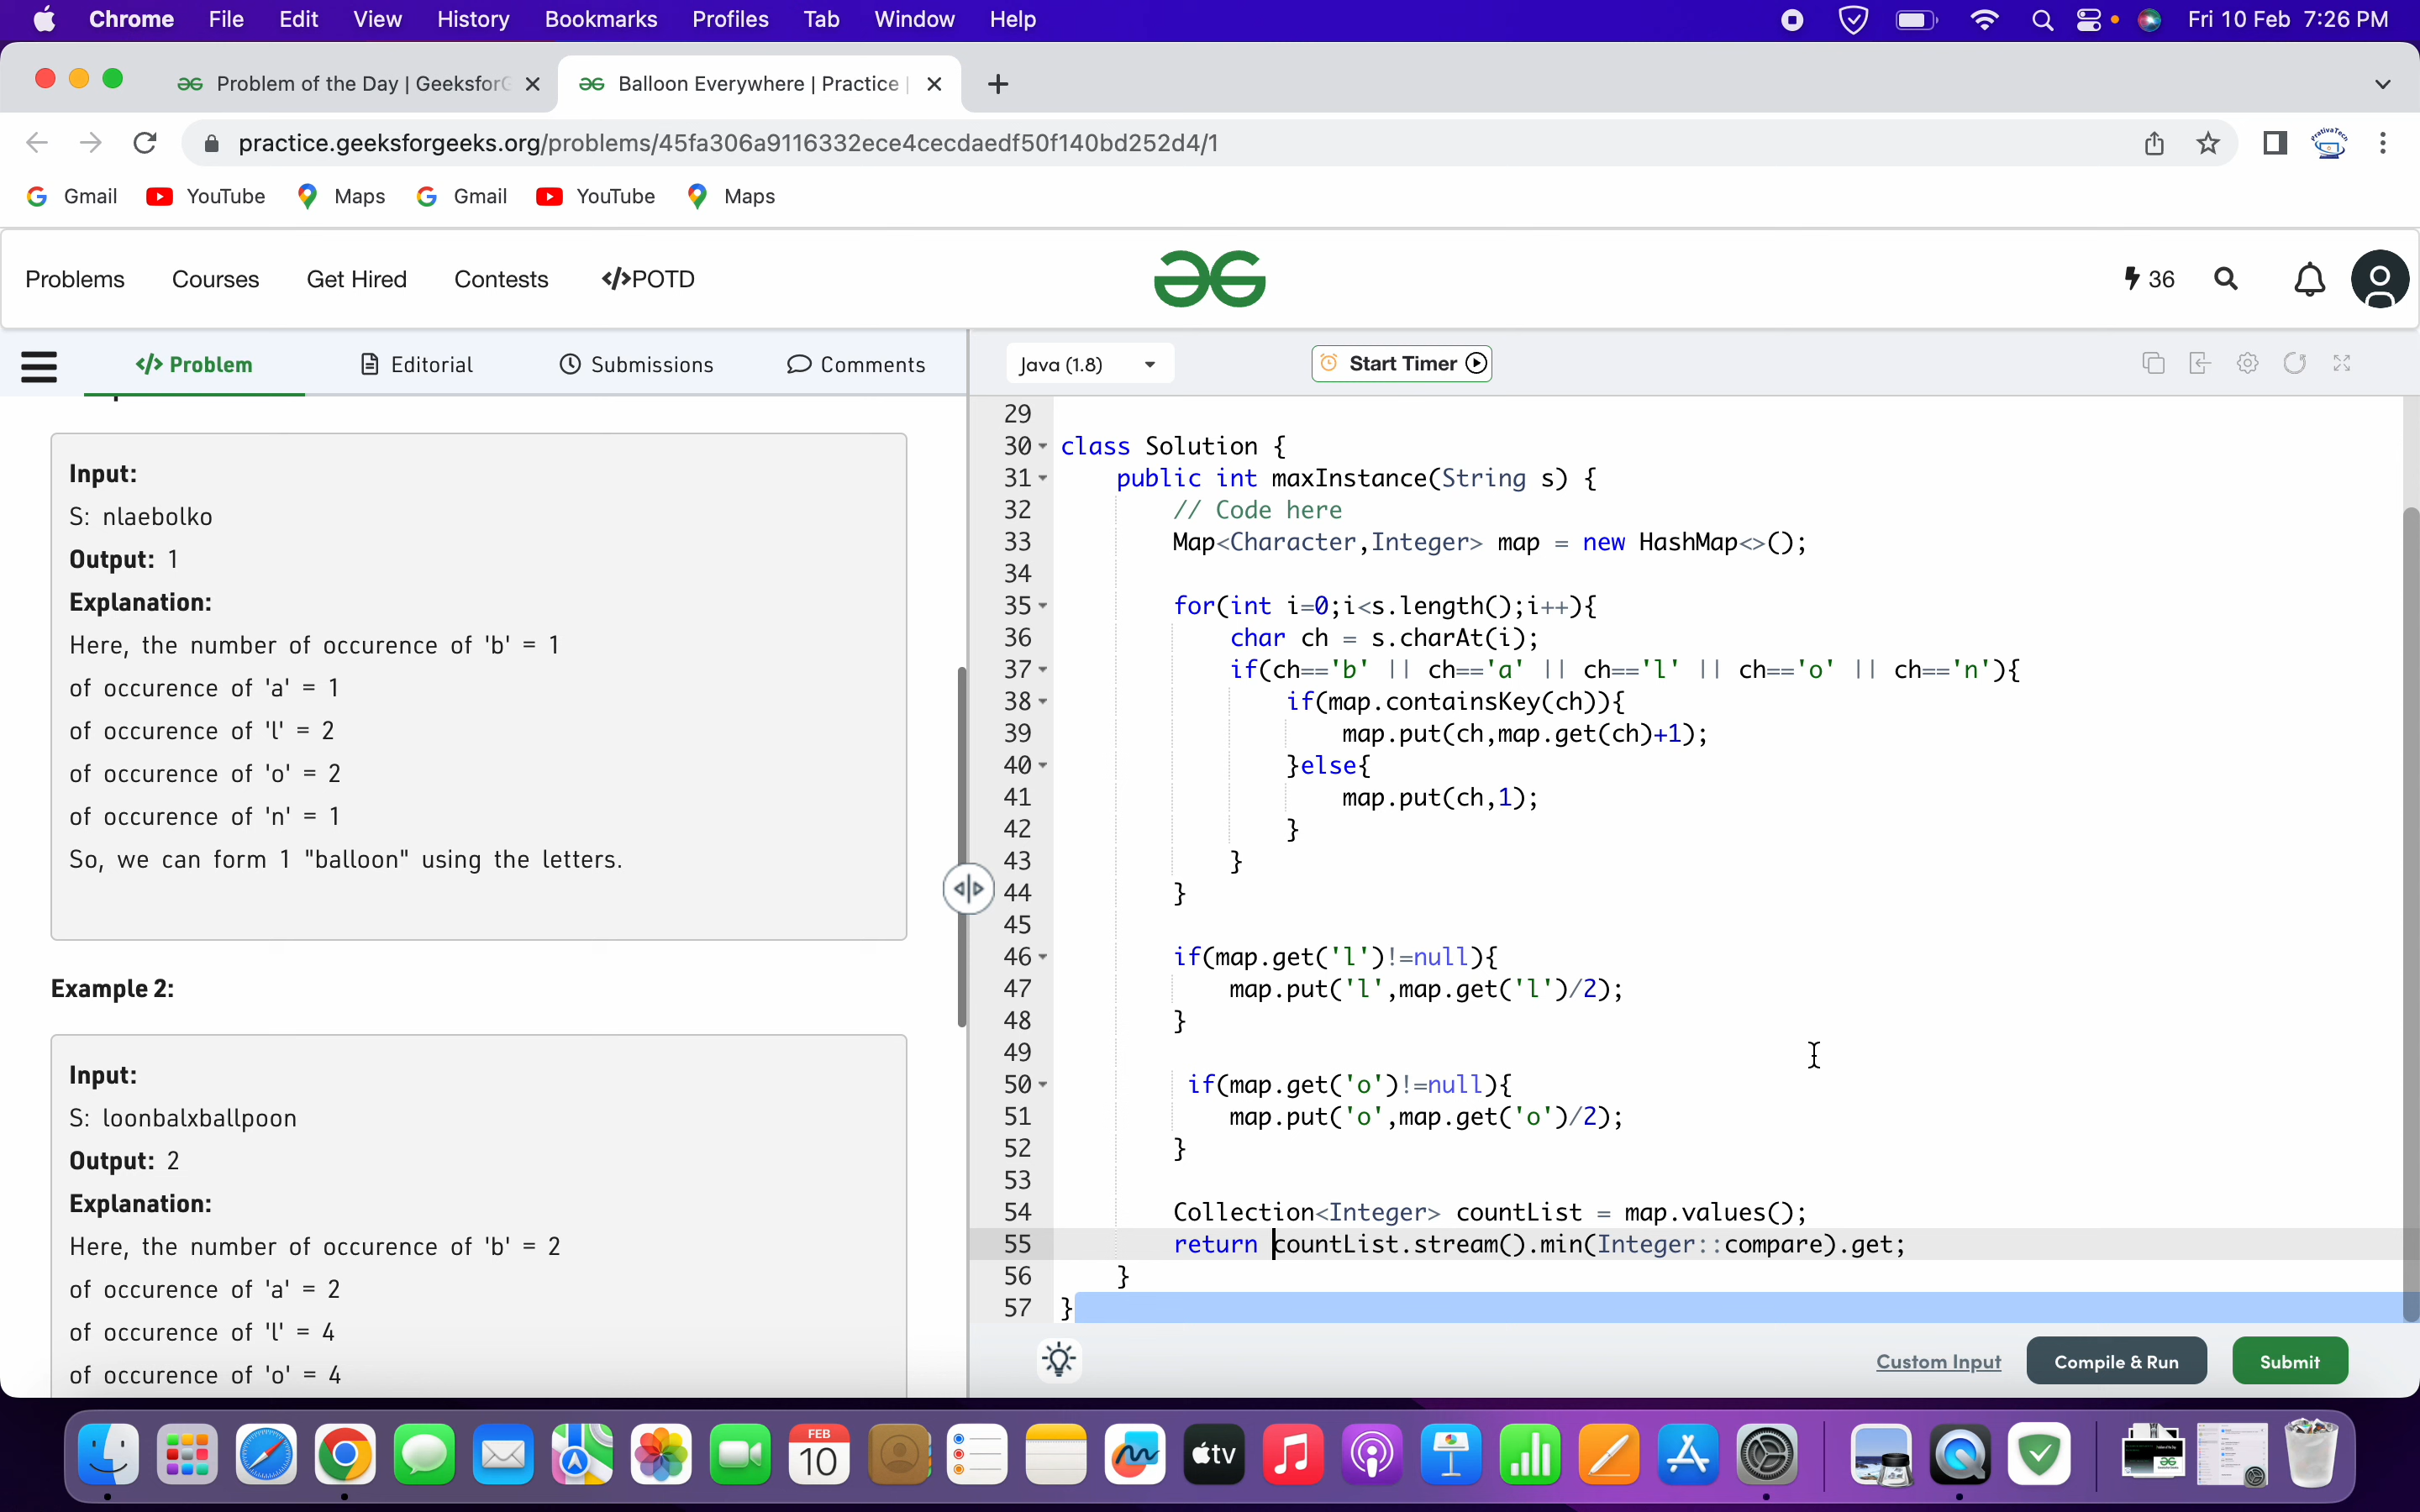 Chrome File Edit View History Bookmarks Profiles Tab Window Help Fri 10 Feb 7:26 PM
Problem of the Day | Geeksfor Balloon Everywhere | Practice |
practice.geeksforgeeks.org/problems/45fa306a9116332ece4cecdaedf50f140bd252d4/1
Gmail YouTube Maps Gmail YouTube Maps
Problems Courses Get Hired Contests </>POTD 36
</> Problem Editorial Submissions Comments
Input:
S: nlaebolko
Output: 1
Explanation:
Here, the number of occurence of 'b' = 1
of occurence of 'a' = 1
of occurence of 'l' = 2
of occurence of 'o' = 2
of occurence of 'n' = 1
So, we can form 1 "balloon" using the letters.
Example 2:
Input:
S: loonbalxballpoon
Output: 2
Explanation:
Here, the number of occurence of 'b' = 2
of occurence of 'a' = 2
of occurence of 'l' = 4
of occurence of 'o' = 4
Java (1.8) Start Timer
29
30 class Solution {
31 public int maxInstance(String s) {
32 // Code here
33 Map<Character,Integer> map = new HashMap<>();
34
35 for(int i=0;i<s.length();i++){
36 char ch = s.charAt(i);
37 if(ch=='b' || ch=='a' || ch=='l' || ch=='o' || ch=='n'){
38 if(map.containsKey(ch)){
39 map.put(ch,map.get(ch)+1);
40 }else{
41 map.put(ch,1);
42 }
43 }
44 }
45
46 if(map.get('l')!=null){
47 map.put('l',map.get('l')/2);
48 }
49
50 if(map.get('o')!=null){
51 map.put('o',map.get('o')/2);
52 }
53
54 Collection<Integer> countList = map.values();
55 return countList.stream().min(Integer::compare).get;
56 }
57 }
Custom Input Compile & Run Submit
FEB
10
tv